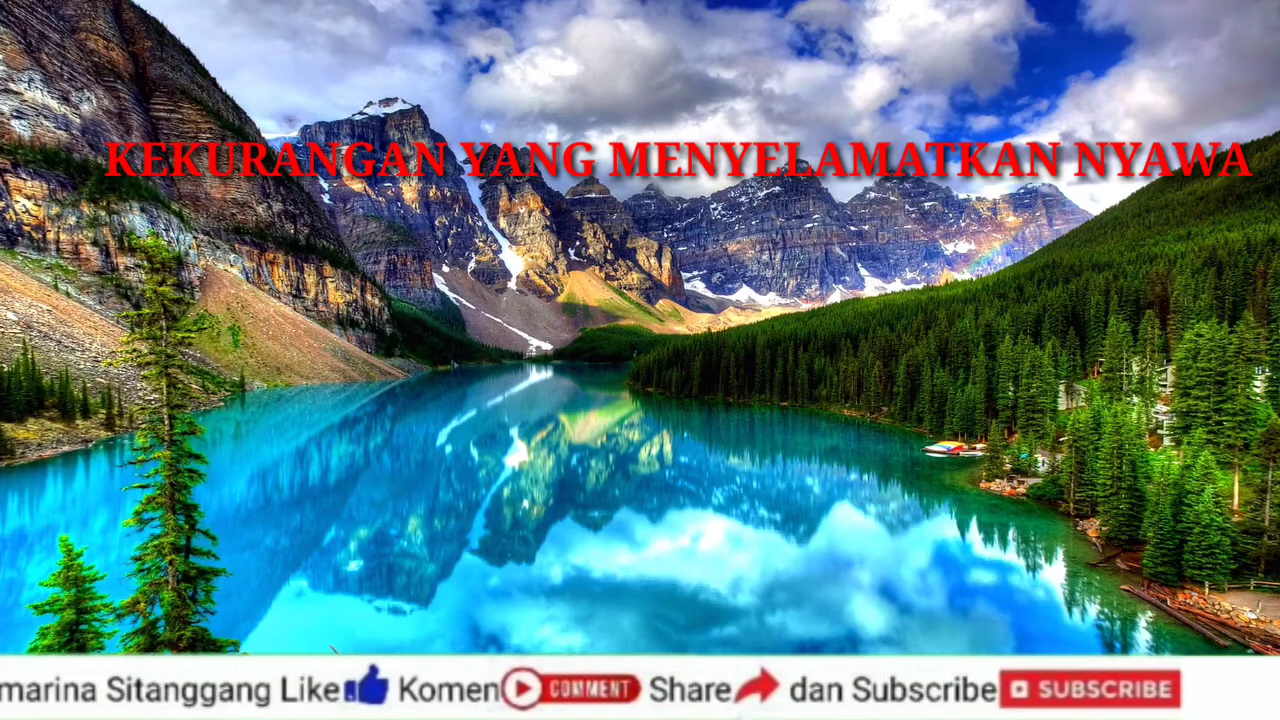 KEKURANGAN YANG MENYELAMATKAN NYAWA
marina Sitanggang Like Komen COMMENT Share dan Subscribe SUBSCRIBE